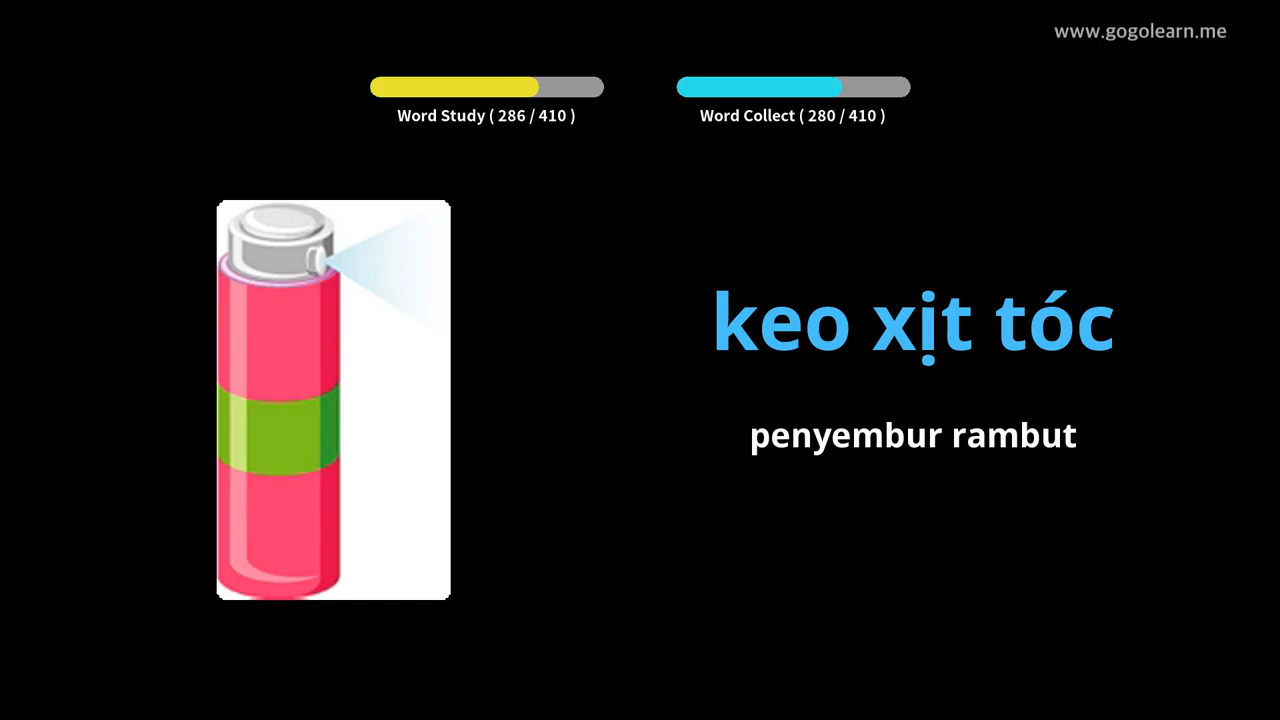 www.gogolearn.me
Word Study ( 286 / 410 )
Word Collect ( 280 / 410 )
keo xịt tóc
penyembur rambut